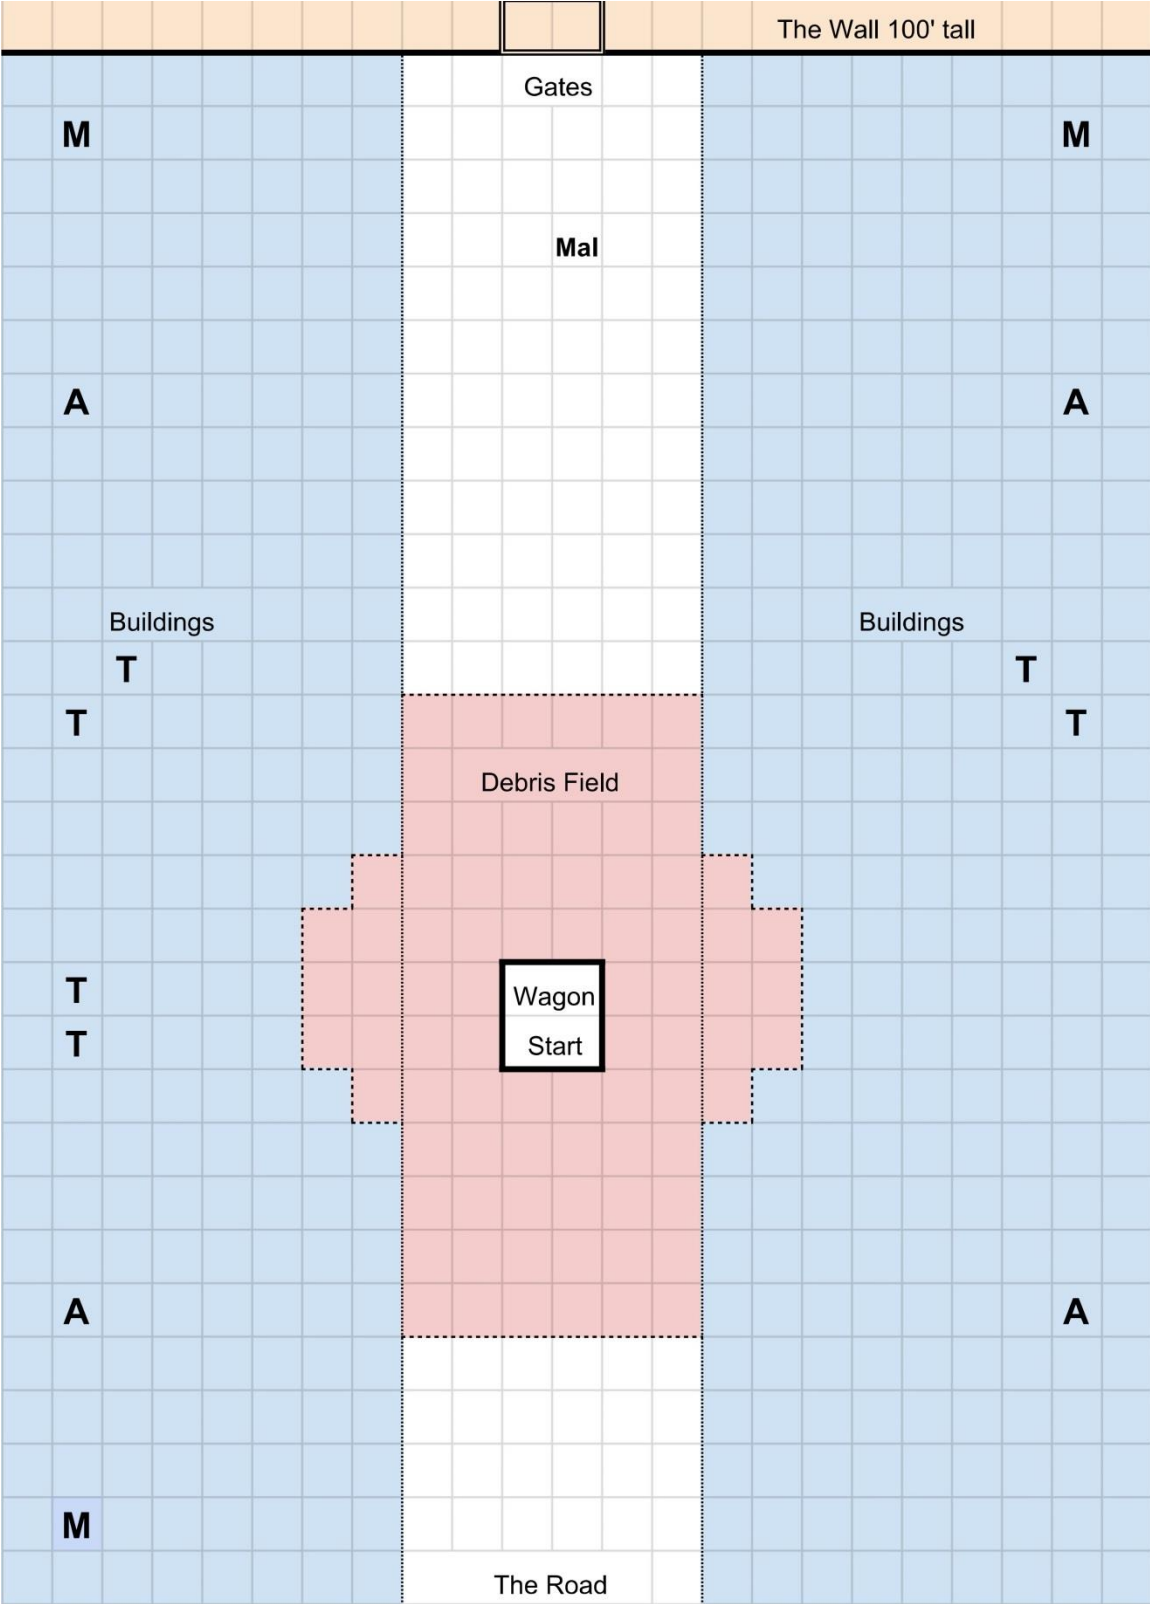 The Wall 100' tall
Gates
M M
Mal
A A
Buildings Buildings
T T
T T
Debris Field
T
Wagon
T
Start
A A
M
The Road